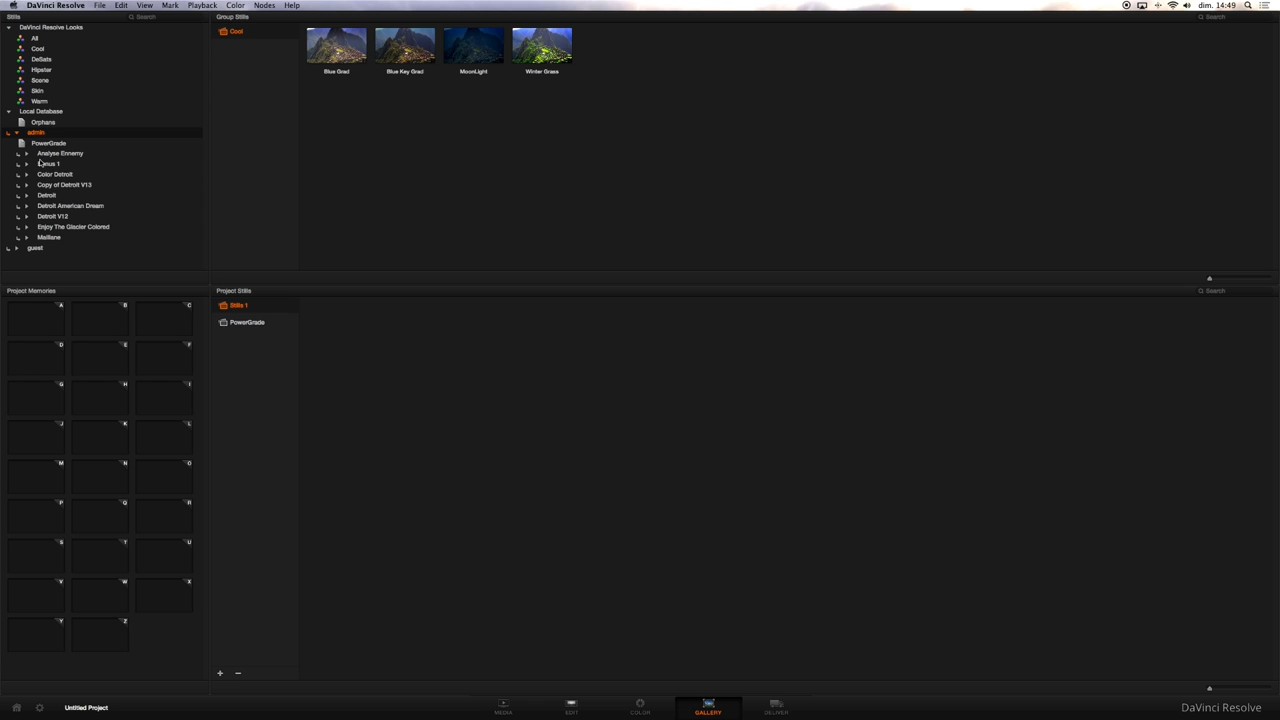 DaVinci Resolve File Edit View Mark Playback Color Nodes Help dim. 14:49
Stills Search Group Stills Search
DaVinci Resolve Looks
All
Cool
DeSats
Hipster
Scene
Skin
Warm
Local Database
Orphans
admin
PowerGrade
Analyse Ennemy
nus 1
Color Detroit
Copy of Detroit V13
Detroit
Detroit American Dream
Detroit V12
Enjoy The Glacier Colored
guest
Cool
Blue Grad Blue Key Grad MoonLight Winter Grass
Project Memories
A B C
D E F
G H I
J K L
M N O
P Q R
S T U
V W X
Y Z
Project Stills Search
Stills 1
PowerGrade
+ −
Untitled Project
MEDIA EDIT COLOR GALLERY DELIVER
DaVinci Resolve